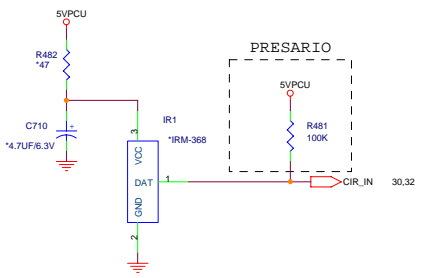 5VPCU
PRESARIO
R482
*47
5VPCU
IR1
R481
100K
C710
+
*4.7UF/6.3V
*IRM-368
3
VCC
DAT
1
CIR_IN
30,32
GND
2